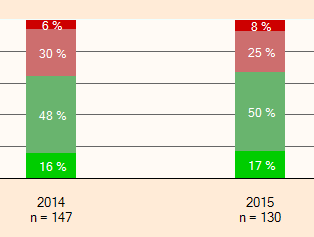 6 % 8 %
30 % 25 %
48 % 50 %
16 % 17 %
2014 2015
n = 147 n = 130